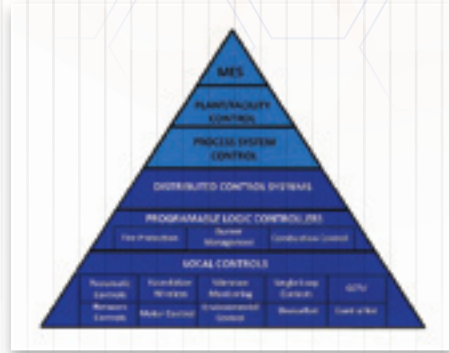 MES
PLANT/FACILITY
CONTROL
PROCESS SYSTEM
CONTROL
DISTRIBUTED CONTROL SYSTEMS
PROGRAMABLE LOGIC CONTROLLERS
Fire Protection
Burner
Management
Combustion Control
LOCAL CONTROLS
Pneumatic
Controls
Foundation
Wireless
Vibration
Monitoring
Single Loop
Controls
CCTV
Controls
Motor Control
Environmental
Control